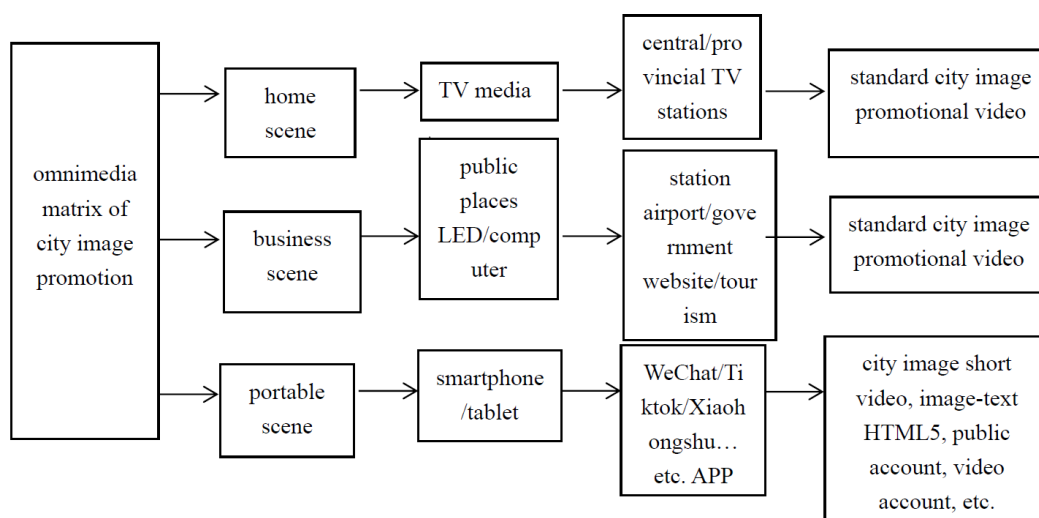 omnimedia
matrix of
city image
promotion
home
scene
TV media
central/pro
vincial TV
stations
standard city image
promotional video
business
scene
public
places
LED/comp
uter
station
airport/gove
rnment
website/tour
ism
standard city image
promotional video
portable
scene
smartphone
/tablet
WeChat/Ti
ktok/Xiaoh
ongshu…
etc. APP
city image short
video, image-text
HTML5, public
account, video
account, etc.